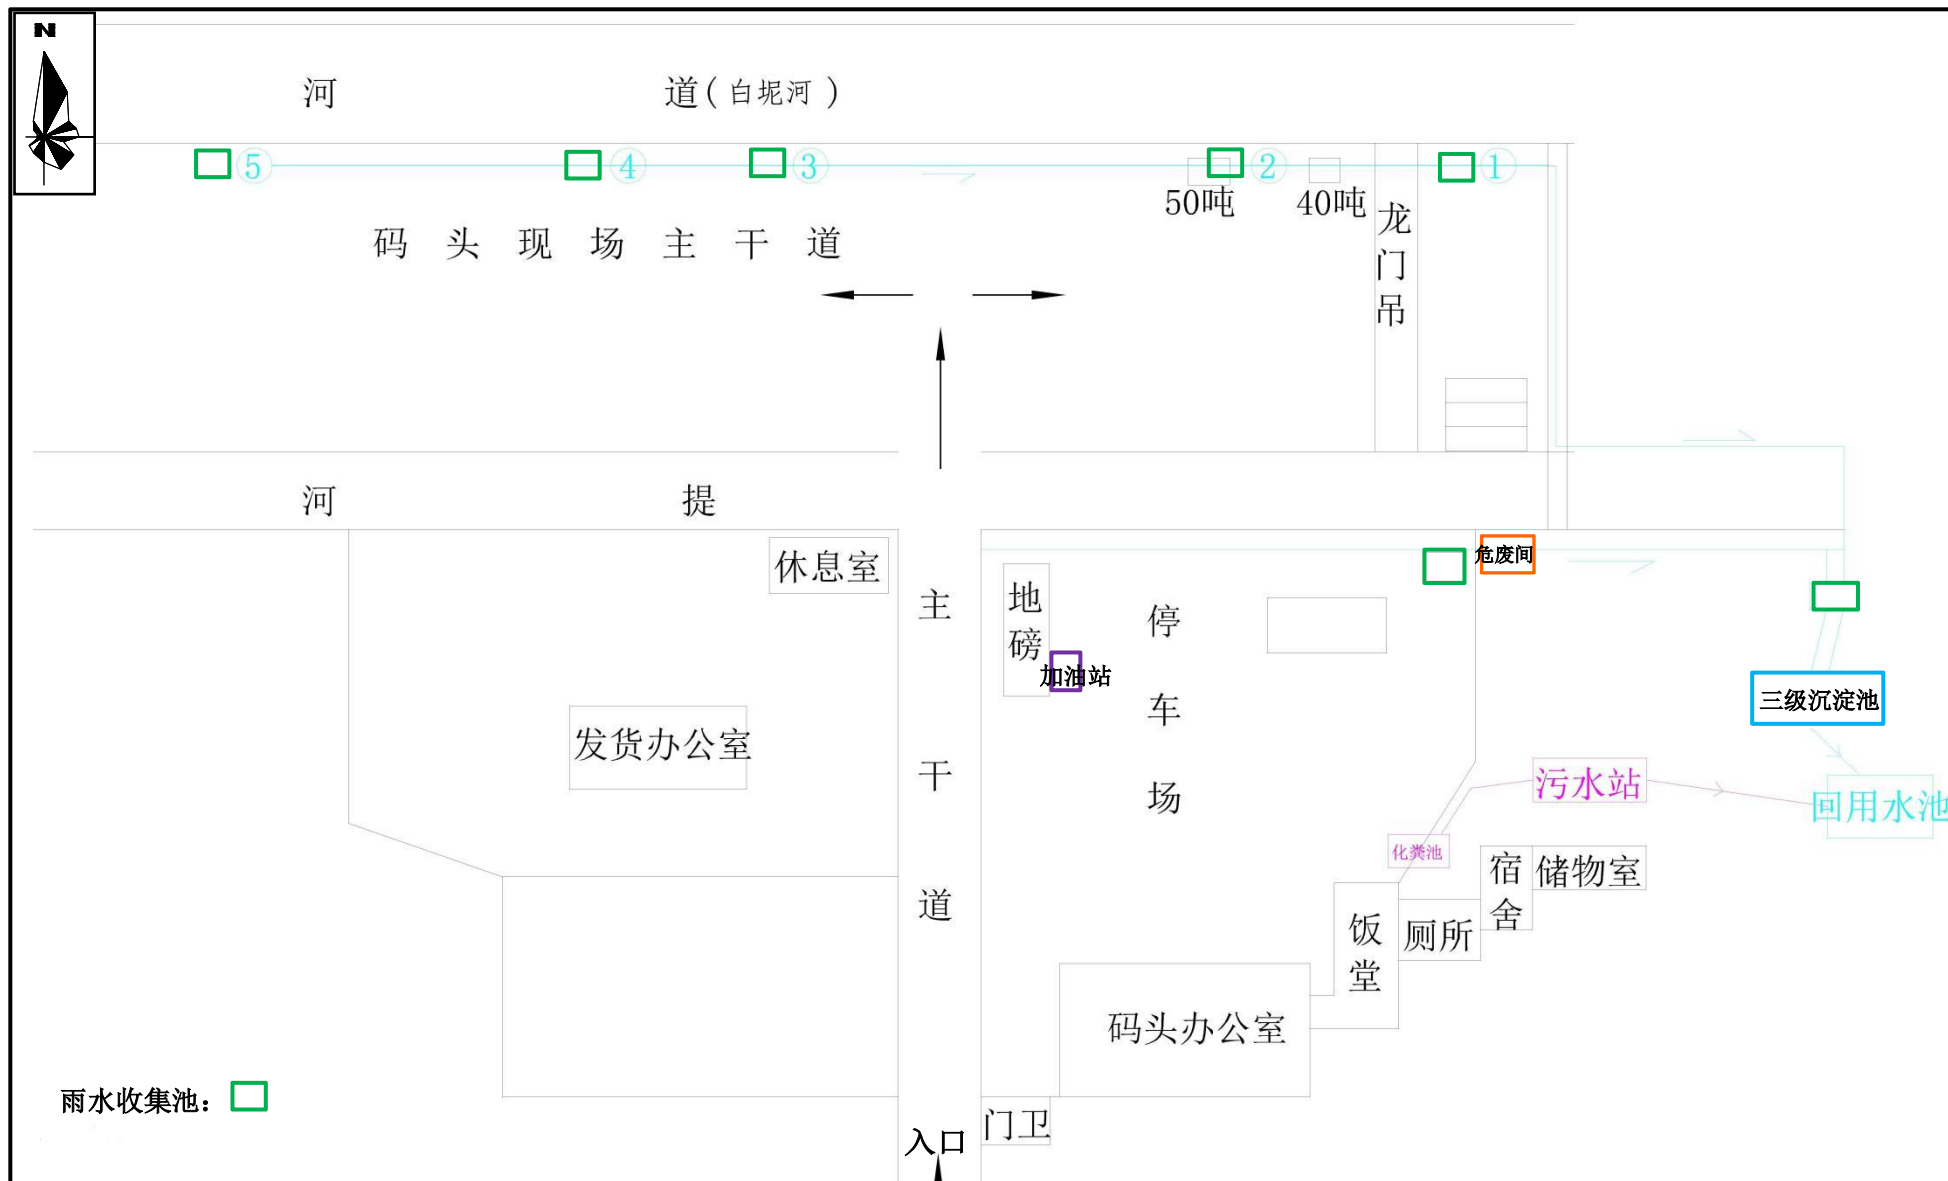 N
河 道(白坭河)
⑤ ④ ③ ② ①
50吨 40吨
龙门吊
码头现场主干道
河 提
休息室
危废间
主干道
地磅
停车场
加油站
三级沉淀池
发货办公室
污水站
回用水池
化粪池
宿舍
储物室
饭堂
厕所
码头办公室
雨水收集池：
门卫
入口